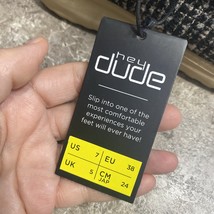 hey
dude
Slip into one of the
most comfortable
experiences your
feet will ever have!
US 7 EU 38
UK 5 CM JAP 24